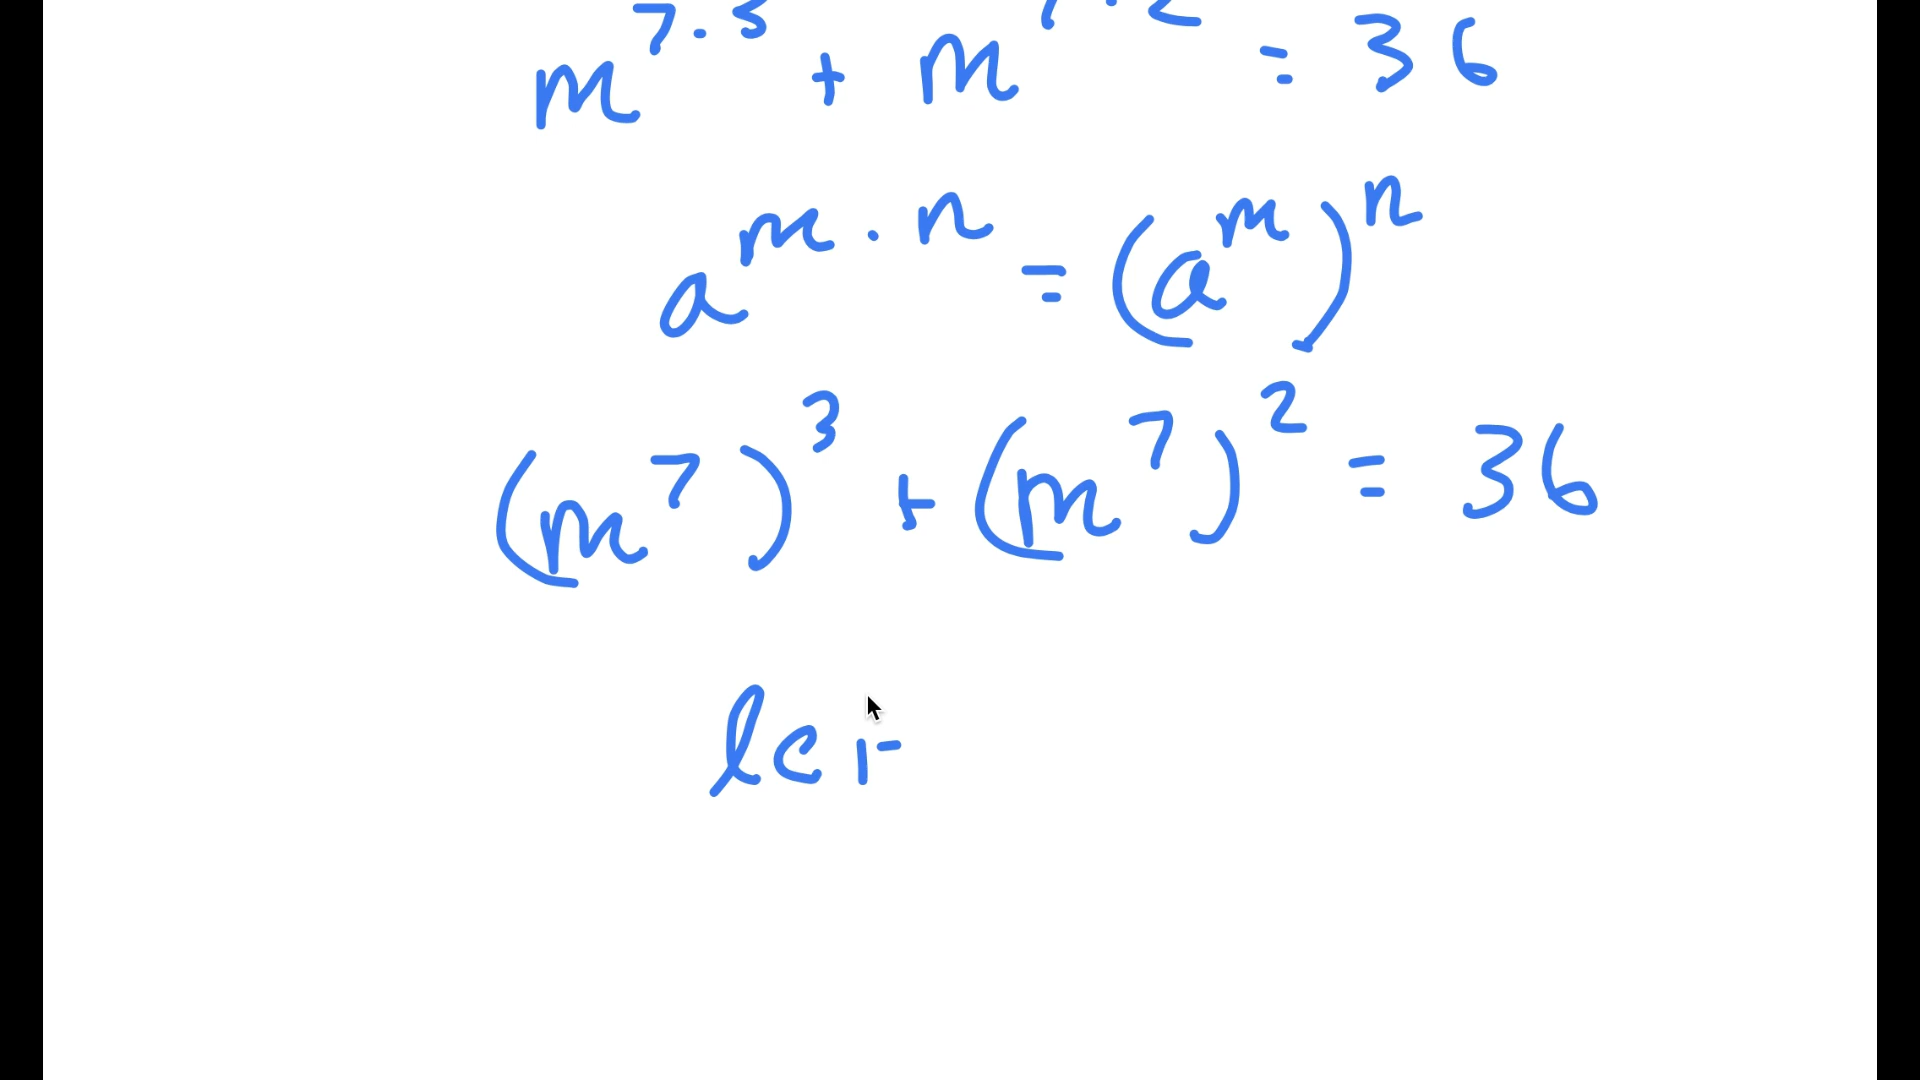 m^{7·3} + m^{7·2} = 36
a^{m·n} = (a^m)^n
(m^7)^3 + (m^7)^2 = 36
let